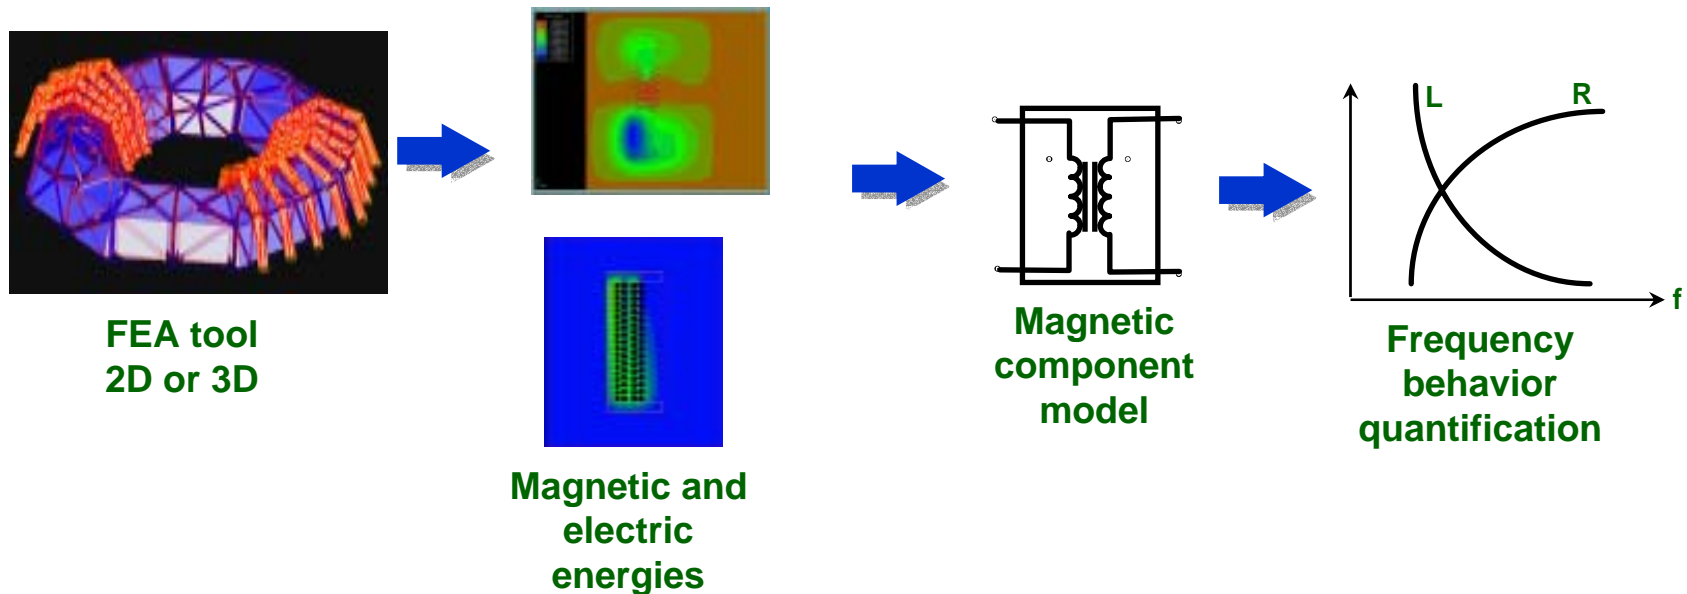 FEA tool
2D or 3D
Magnetic and
electric
energies
Magnetic
component
model
L
R
f
Frequency
behavior
quantification